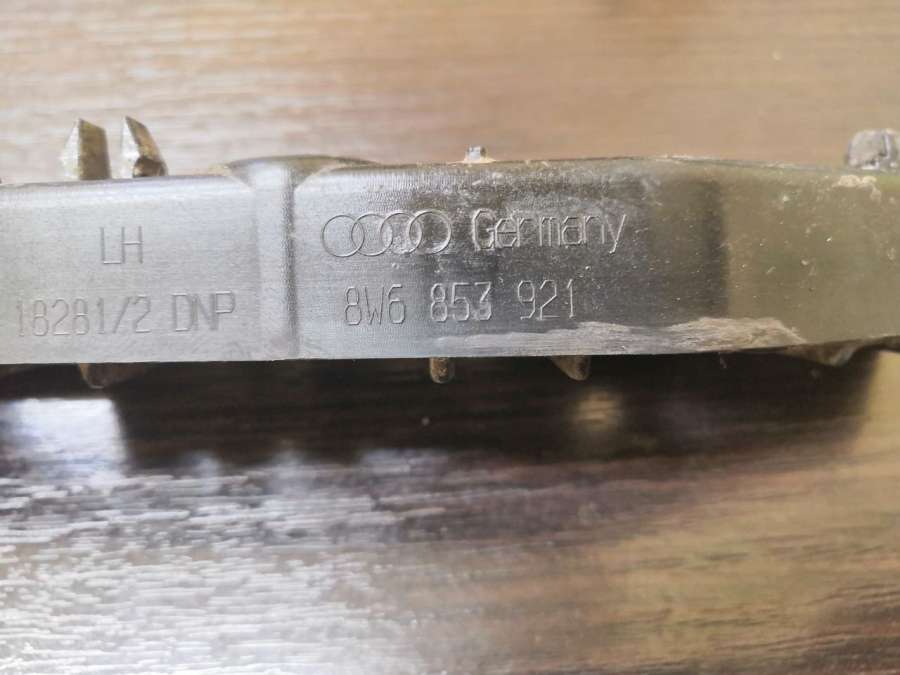 LH
18281/2 DNP
Germany
8W6 853 921